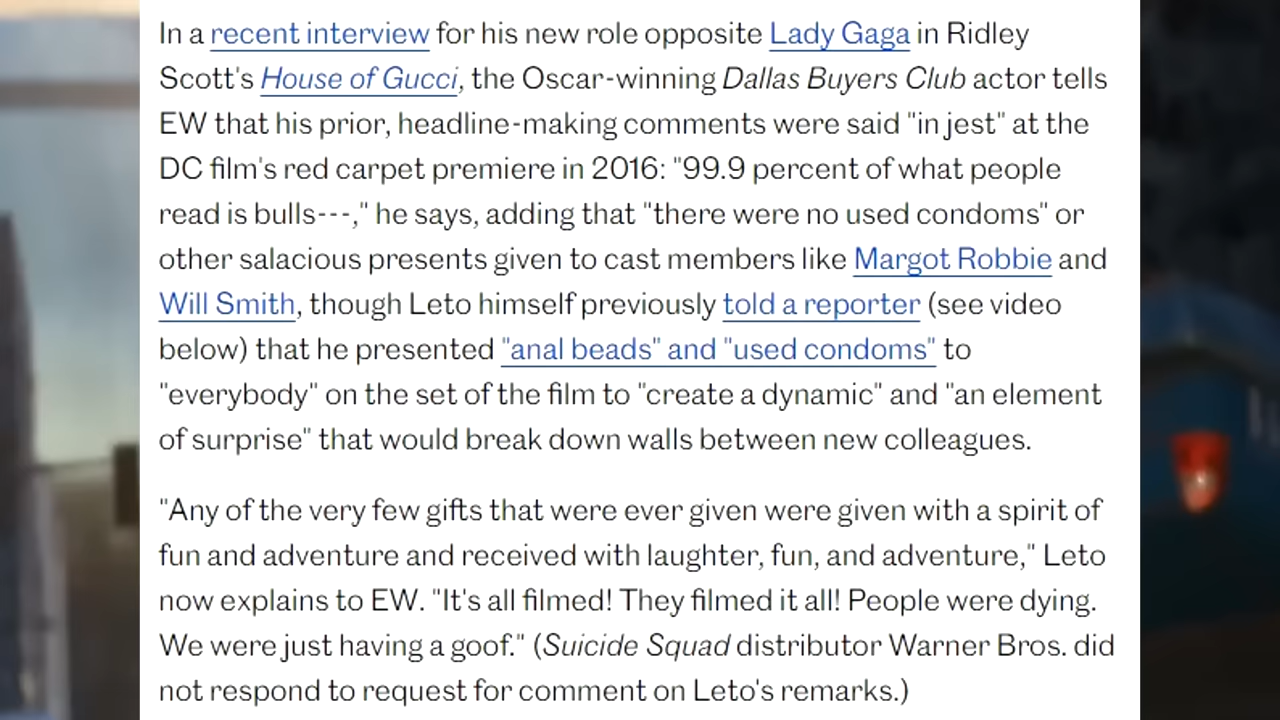 In a recent interview for his new role opposite Lady Gaga in Ridley
Scott's House of Gucci, the Oscar-winning Dallas Buyers Club actor tells
EW that his prior, headline-making comments were said "in jest" at the
DC film's red carpet premiere in 2016: "99.9 percent of what people
read is bulls---," he says, adding that "there were no used condoms" or
other salacious presents given to cast members like Margot Robbie and
Will Smith, though Leto himself previously told a reporter (see video
below) that he presented "anal beads" and "used condoms" to
"everybody" on the set of the film to "create a dynamic" and "an element
of surprise" that would break down walls between new colleagues.
"Any of the very few gifts that were ever given were given with a spirit of
fun and adventure and received with laughter, fun, and adventure," Leto
now explains to EW. "It's all filmed! They filmed it all! People were dying.
We were just having a goof." (Suicide Squad distributor Warner Bros. did
not respond to request for comment on Leto's remarks.)